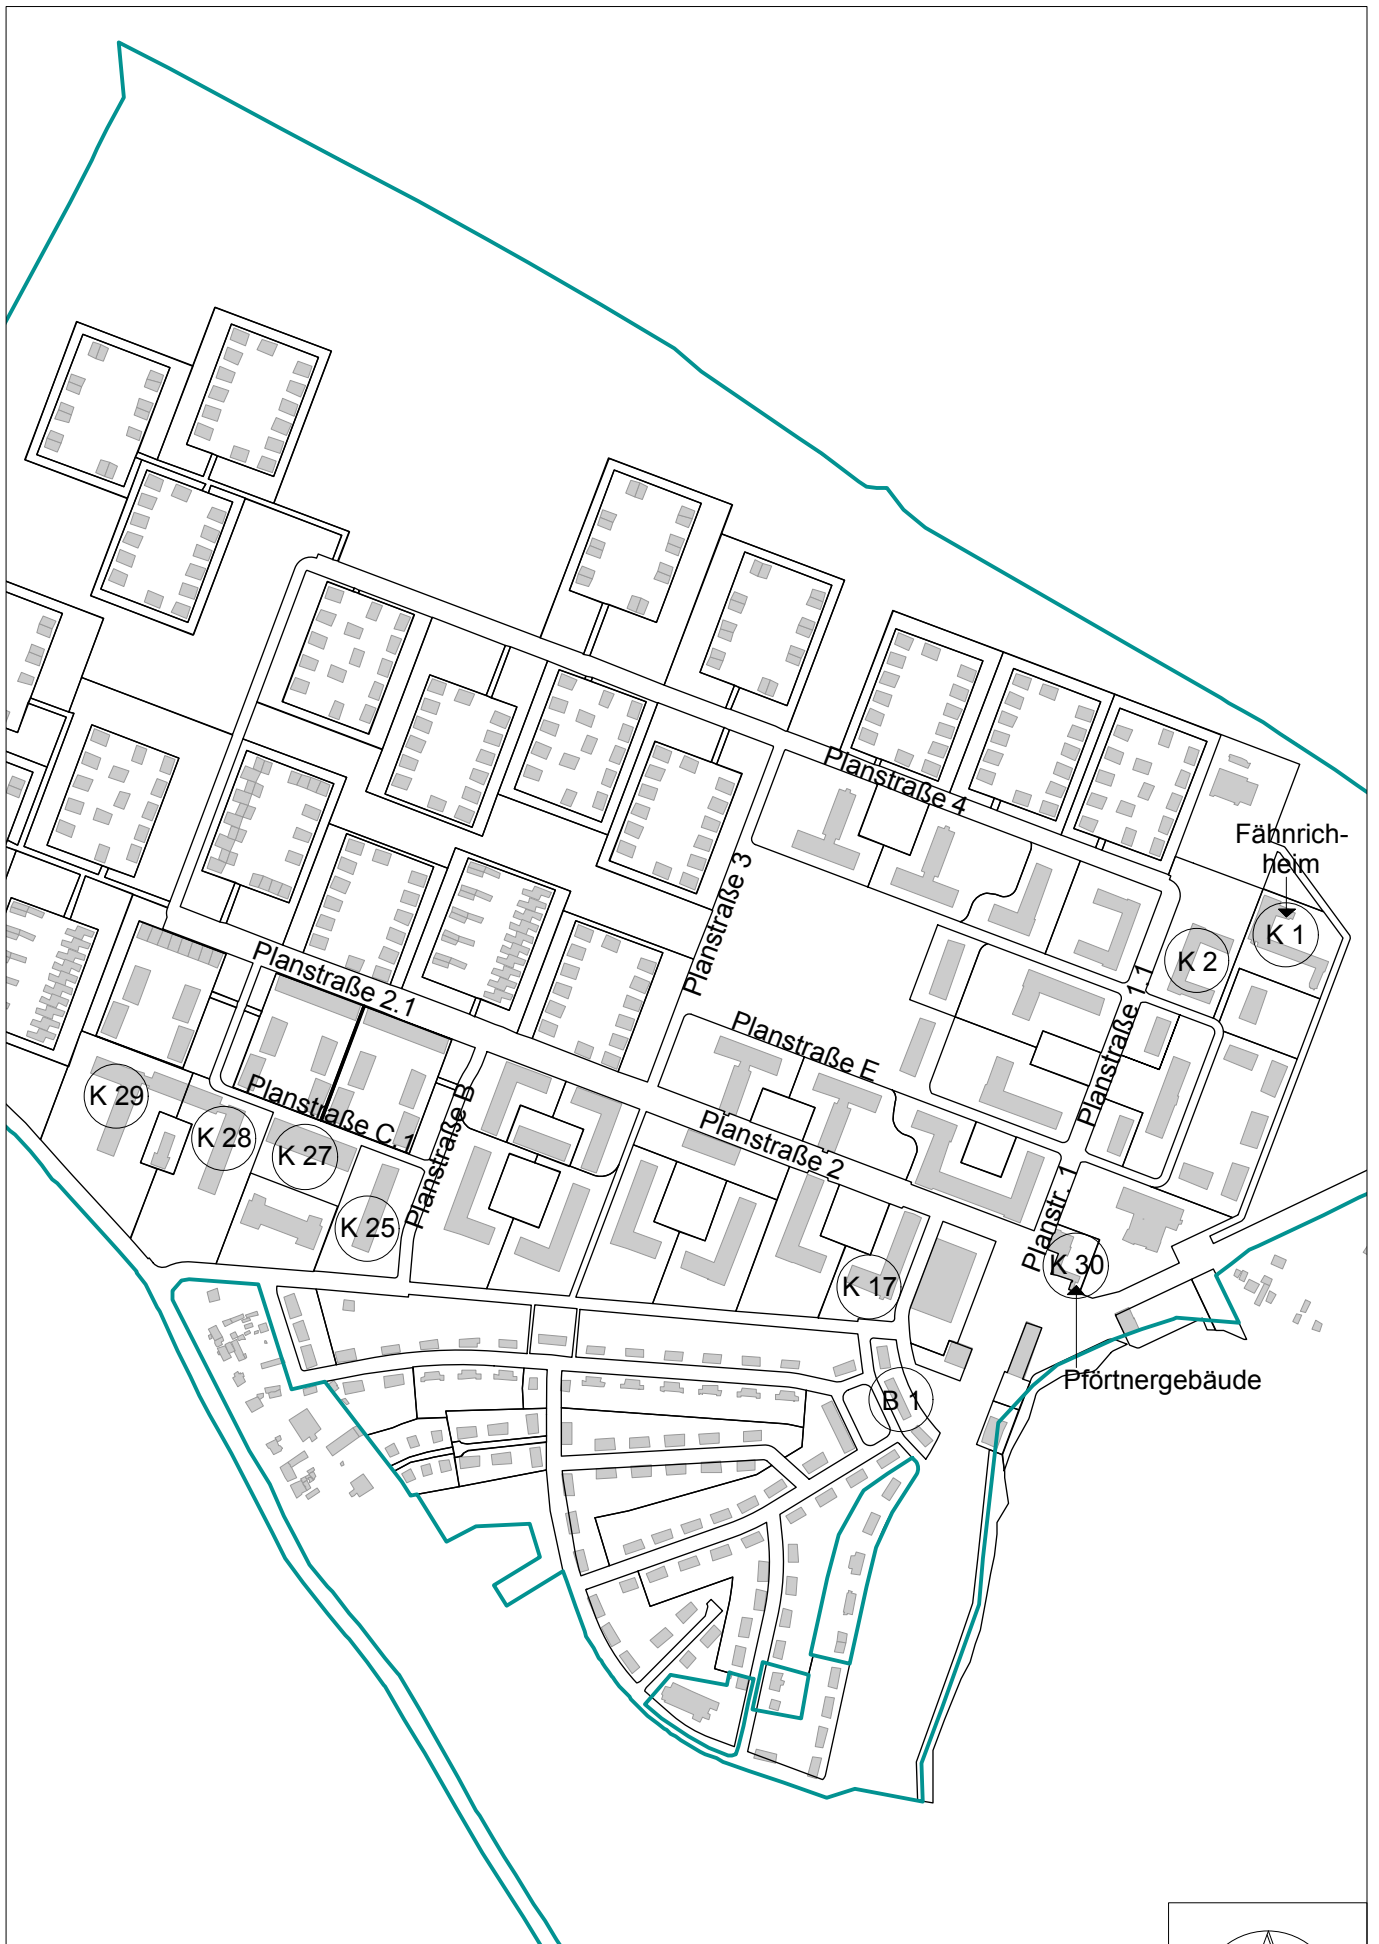 Planstraße 4
Fähnrich-
heim
Planstraße 3
K 1
K 2
Planstraße 2.1
Planstraße 1.1
Planstraße E
K 29
Planstraße C.1
Planstraße B
K 28
K 27
Planstraße 2
K 25
Planstr. 1
K 30
K 17
Pförtnergebäude
B 1